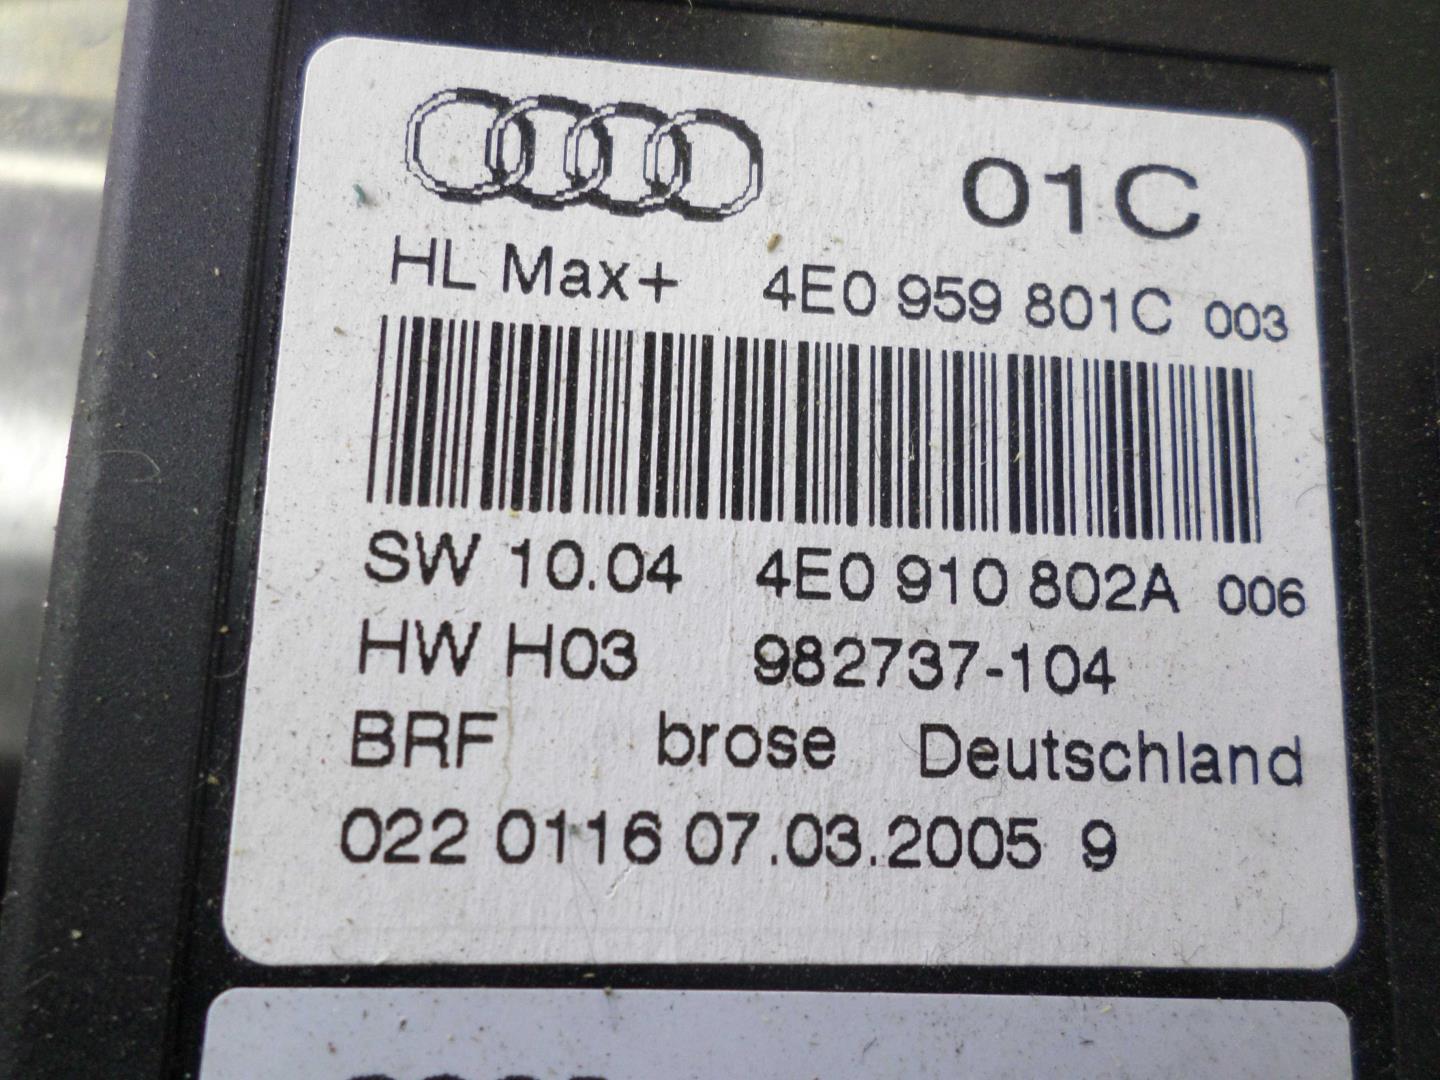 01C
HL Max+ 4E0 959 801C 003
SW 10.04 4E0 910 802A 006
HW H03 982737-104
BRF brose Deutschland
022 0116 07.03.2005 9